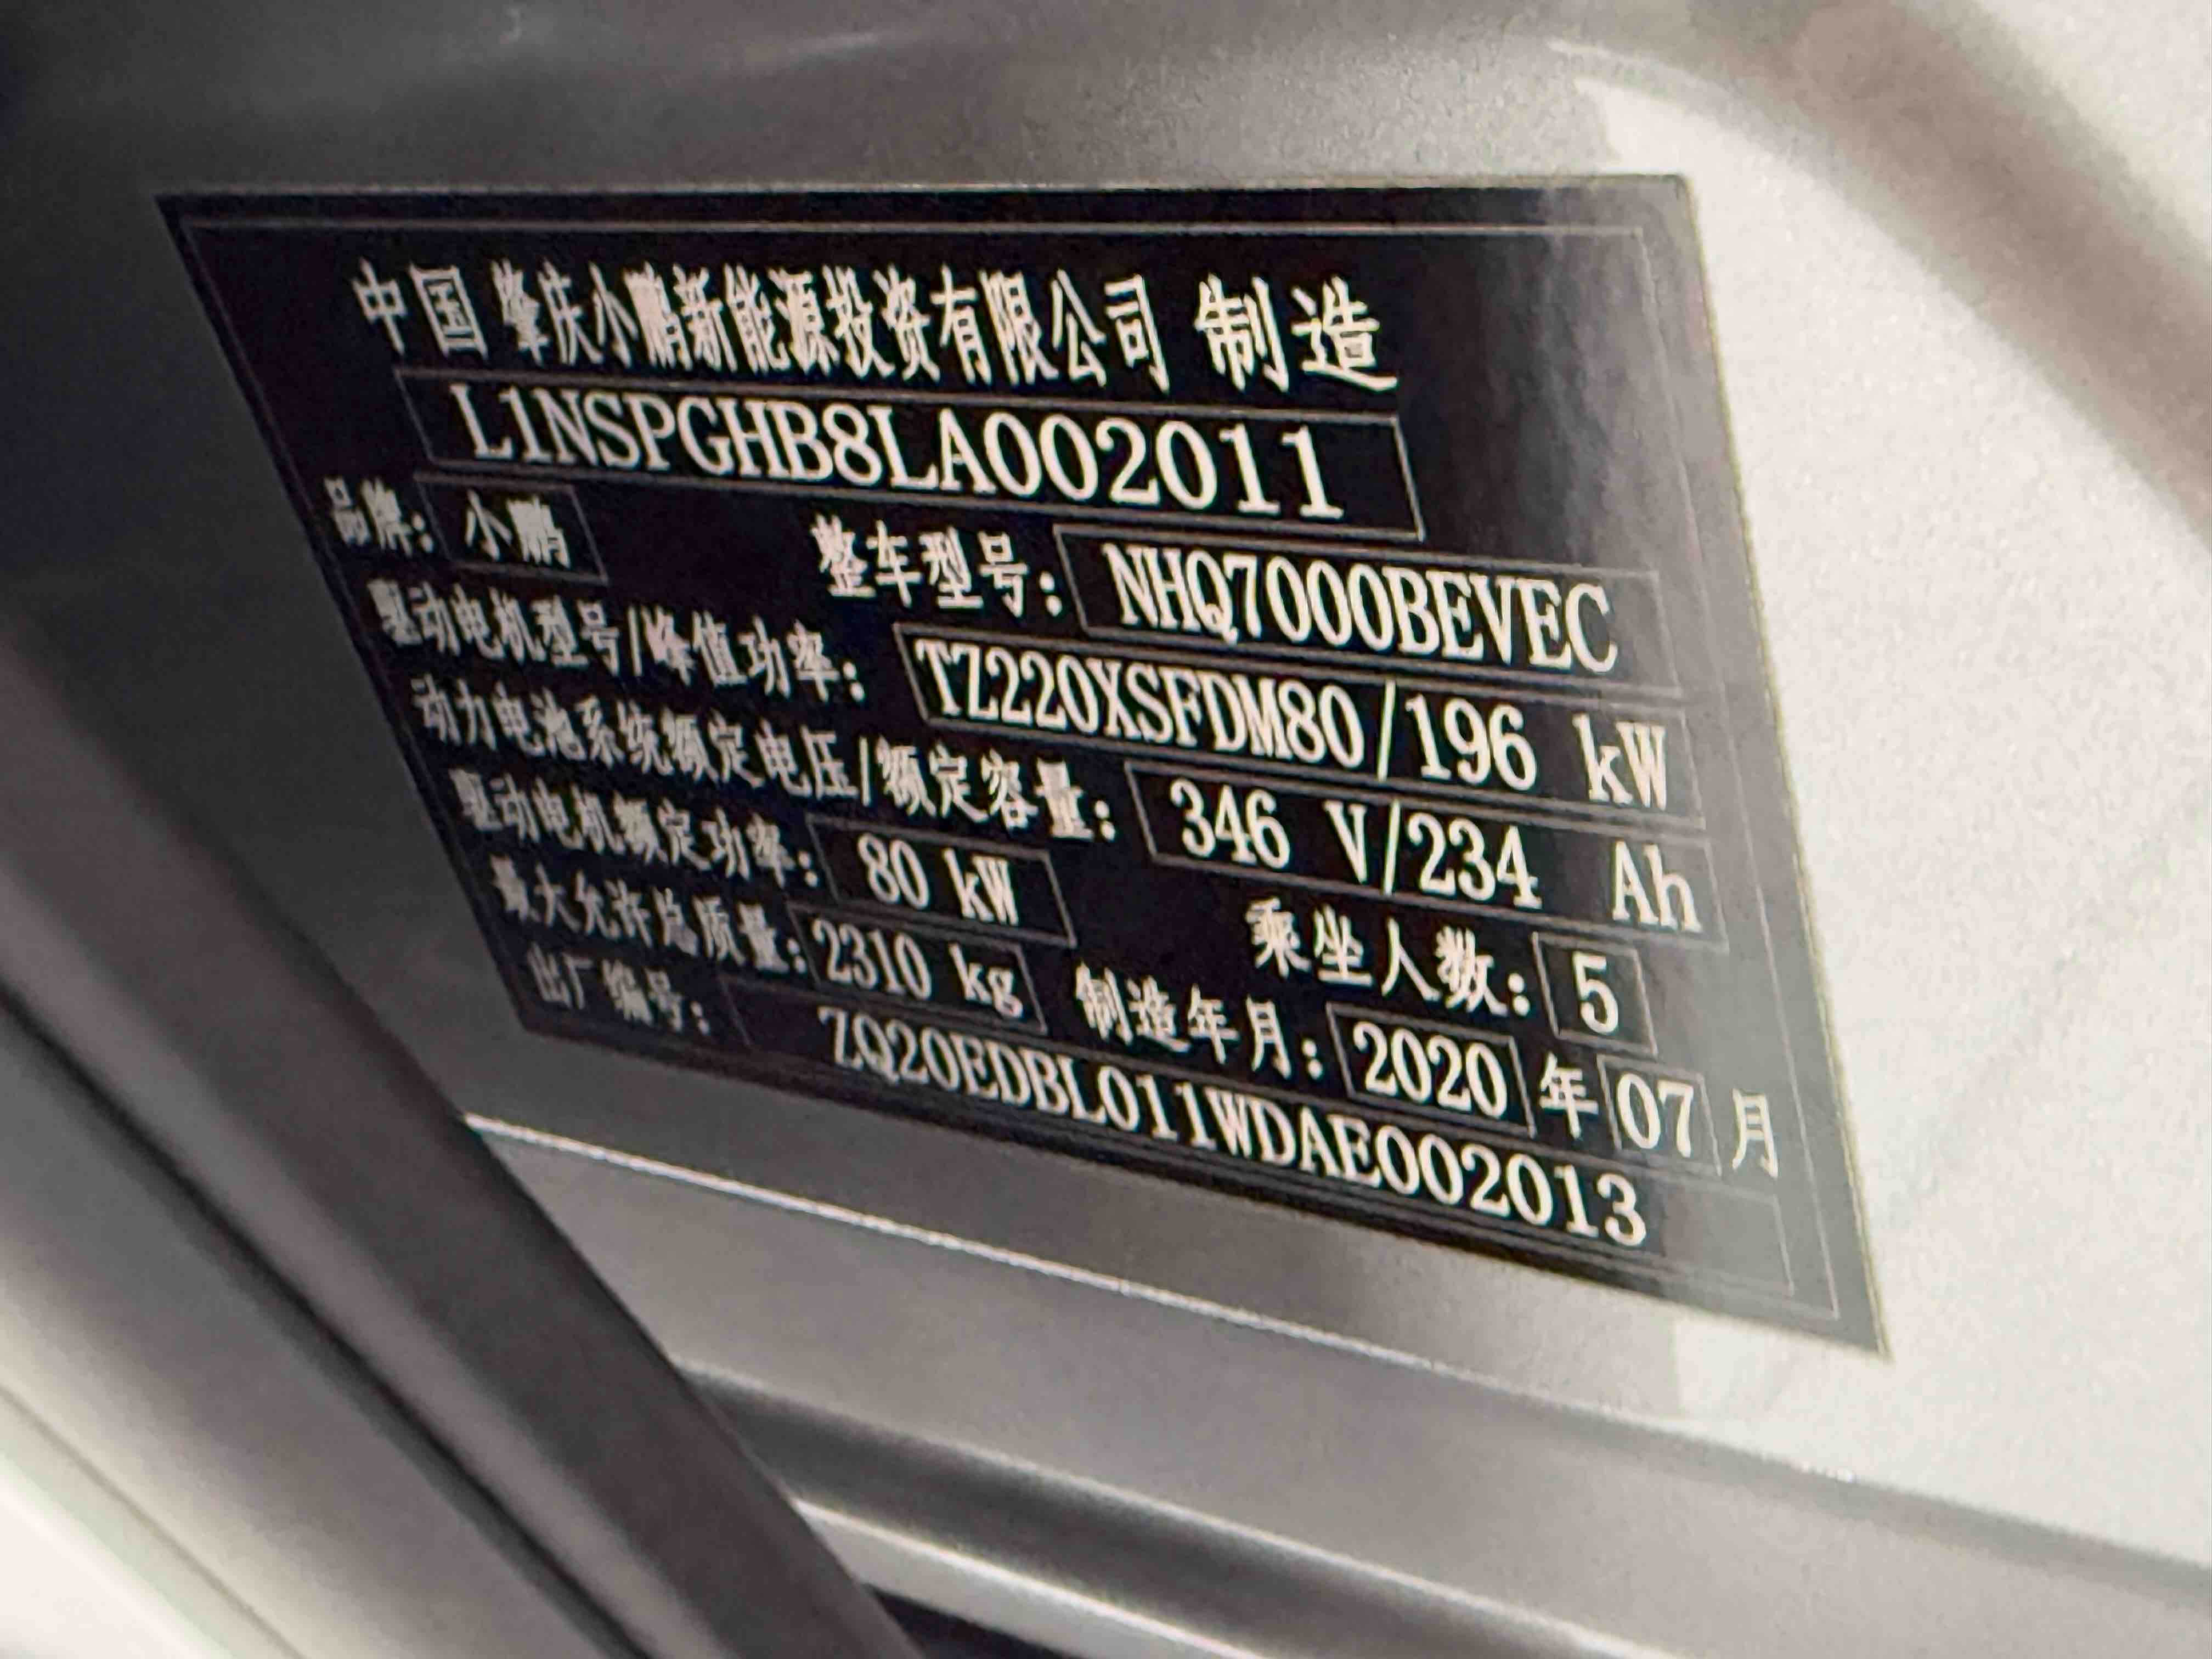 中国 肇庆小鹏新能源投资有限公司 制造
L1NSPGHB8LA002011
品牌: 小鹏 整车型号: NHQ7000BEVEC
驱动电机型号/峰值功率: TZ220XSFDM80/196 kW
动力电池系统额定电压/额定容量: 346 V/234 Ah
驱动电机额定功率: 80 kW 乘坐人数: 5
最大允许总质量: 2310 kg 制造年月: 2020 年 07 月
出厂编号: ZQ20EDBL011WDAE002013